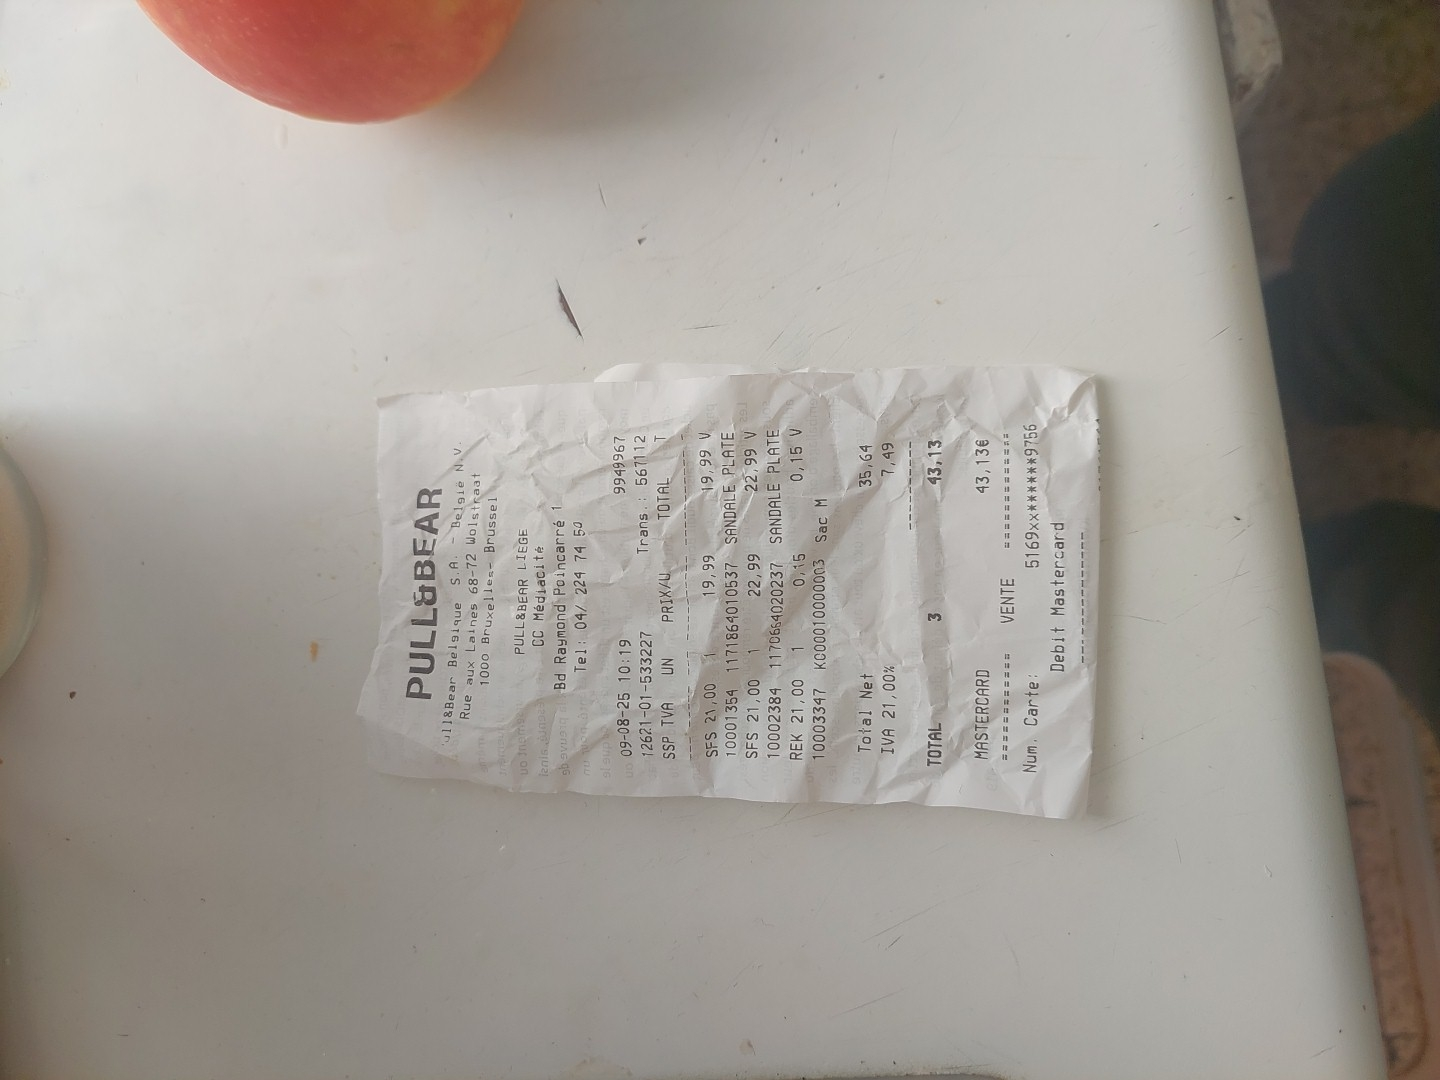 PULL&BEAR
ull&Bear Belgique S.A. - België N.V.
Rue aux Laines 68-72 Wolstraat
1000 Bruxelles- Brussel
PULL&BEAR LIEGE
CC Médiacité
Bd Raymond Poincarré 1
Tel: 04/ 224 74 50
09-08-25 10:19 9949967
12621-01-533227 Trans.: 567112
SSP TVA UN PRIX/U TOTAL T
SFS 21,00 1 19,99 19,99 V
10001354 1171864010537 SANDALE PLATE
SFS 21,00 1 22,99 22,99 V
10002384 11706640 20237 SANDALE PLATE
REK 21,00 1 0,15 0,15 V
10003347 KC00010000003 Sac M
Total Net 35,64
IVA 21,00% 7,49
TOTAL 3 43,13
MASTERCARD 43,13€
=========== VENTE ============
Num. Carte: 5169xx******9756
Debit Mastercard